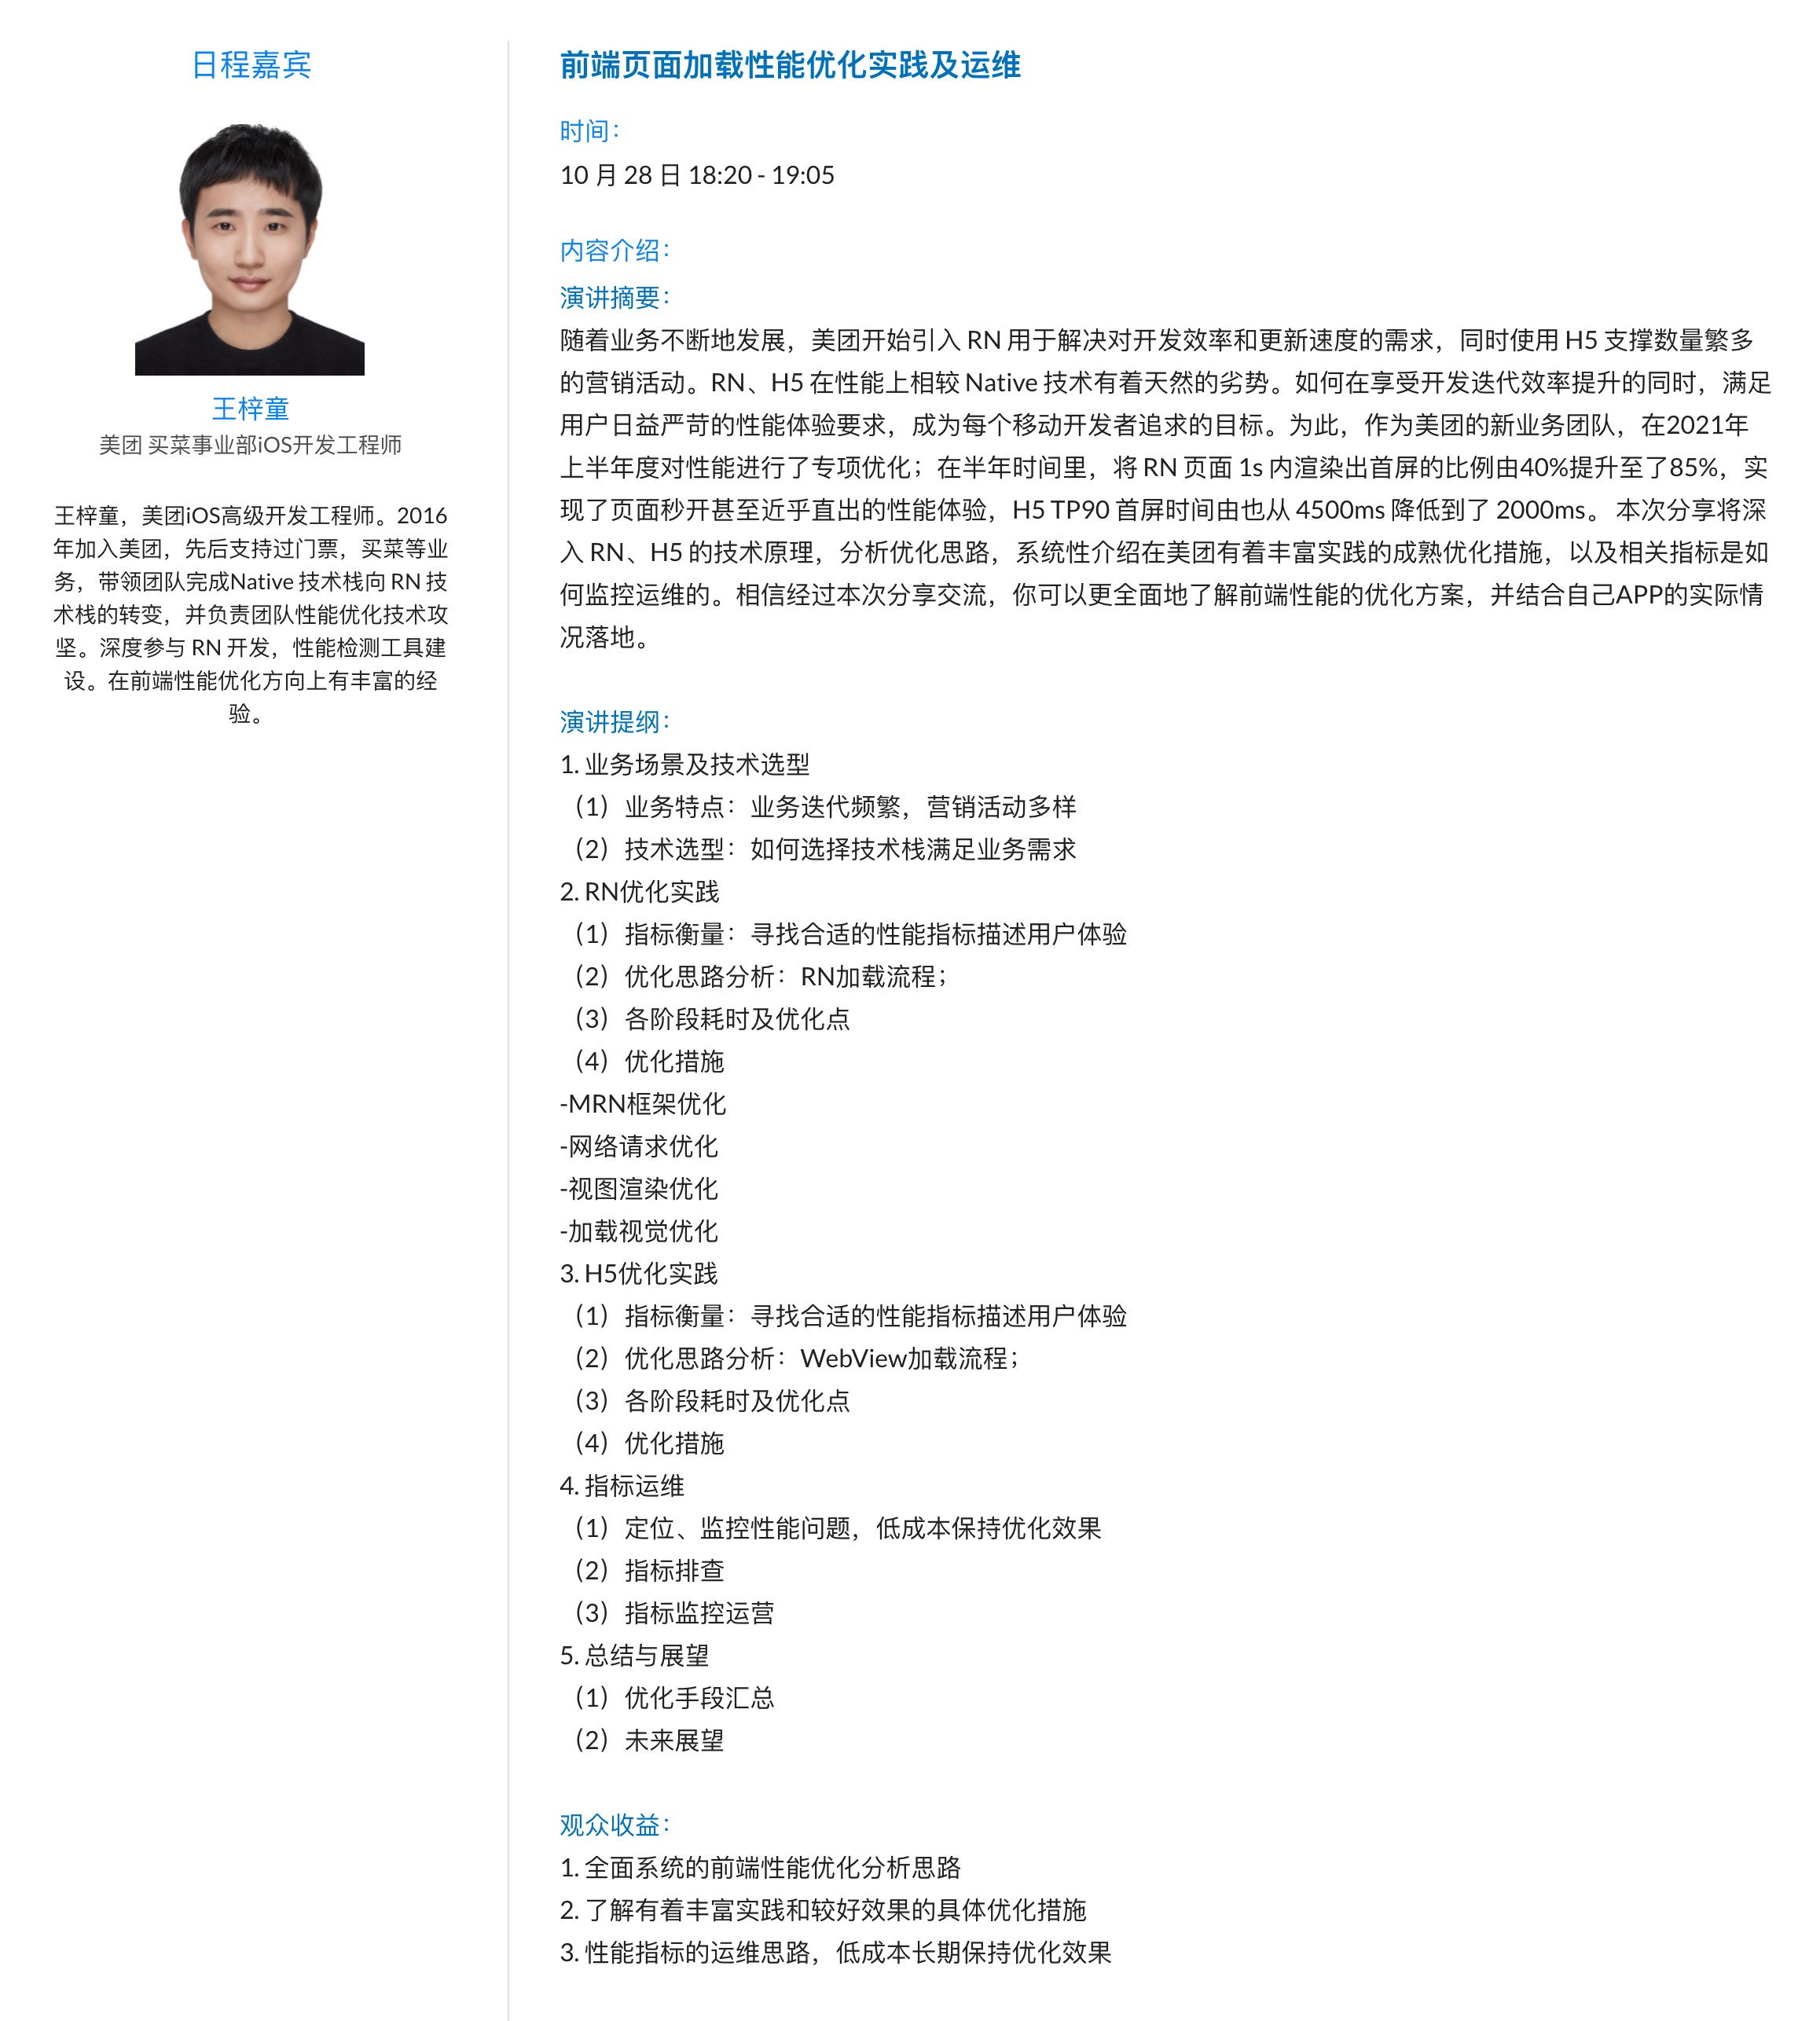 日程嘉宾
王梓童
美团 买菜事业部iOS开发工程师
王梓童，美团iOS高级开发工程师。2016
年加入美团，先后支持过门票，买菜等业
务，带领团队完成Native 技术栈向 RN 技
术栈的转变，并负责团队性能优化技术攻
坚。深度参与 RN 开发，性能检测工具建
设。在前端性能优化方向上有丰富的经
验。
前端页面加载性能优化实践及运维
时间：
10 月 28 日 18:20 - 19:05
内容介绍：
演讲摘要：
随着业务不断地发展，美团开始引入 RN 用于解决对开发效率和更新速度的需求，同时使用 H5 支撑数量繁多
的营销活动。RN、H5 在性能上相较 Native 技术有着天然的劣势。如何在享受开发迭代效率提升的同时，满足
用户日益严苛的性能体验要求，成为每个移动开发者追求的目标。为此，作为美团的新业务团队，在2021年
上半年度对性能进行了专项优化；在半年时间里，将 RN 页面 1s 内渲染出首屏的比例由40%提升至了85%，实
现了页面秒开甚至近乎直出的性能体验，H5 TP90 首屏时间由也从 4500ms 降低到了 2000ms。 本次分享将深
入 RN、H5 的技术原理，分析优化思路，系统性介绍在美团有着丰富实践的成熟优化措施，以及相关指标是如
何监控运维的。相信经过本次分享交流，你可以更全面地了解前端性能的优化方案，并结合自己APP的实际情
况落地。
演讲提纲：
1. 业务场景及技术选型
（1）业务特点：业务迭代频繁，营销活动多样
（2）技术选型：如何选择技术栈满足业务需求
2. RN优化实践
（1）指标衡量：寻找合适的性能指标描述用户体验
（2）优化思路分析：RN加载流程；
（3）各阶段耗时及优化点
（4）优化措施
-MRN框架优化
-网络请求优化
-视图渲染优化
-加载视觉优化
3. H5优化实践
（1）指标衡量：寻找合适的性能指标描述用户体验
（2）优化思路分析：WebView加载流程；
（3）各阶段耗时及优化点
（4）优化措施
4. 指标运维
（1）定位、监控性能问题，低成本保持优化效果
（2）指标排查
（3）指标监控运营
5. 总结与展望
（1）优化手段汇总
（2）未来展望
观众收益：
1. 全面系统的前端性能优化分析思路
2. 了解有着丰富实践和较好效果的具体优化措施
3. 性能指标的运维思路，低成本长期保持优化效果